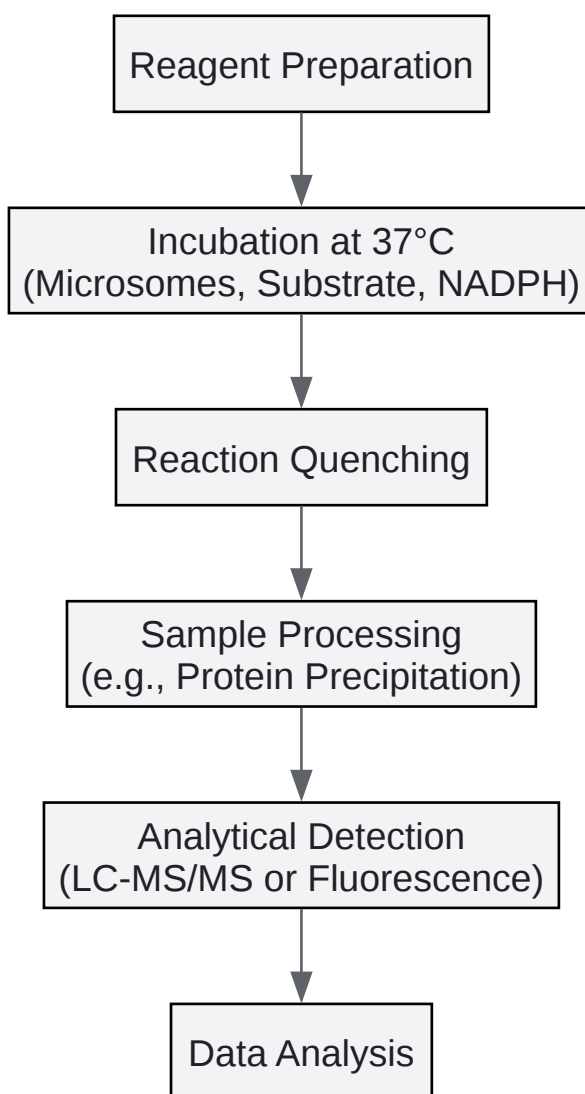 Reagent Preparation
Incubation at 37°C
(Microsomes, Substrate, NADPH)
Reaction Quenching
Sample Processing
(e.g., Protein Precipitation)
Analytical Detection
(LC-MS/MS or Fluorescence)
Data Analysis